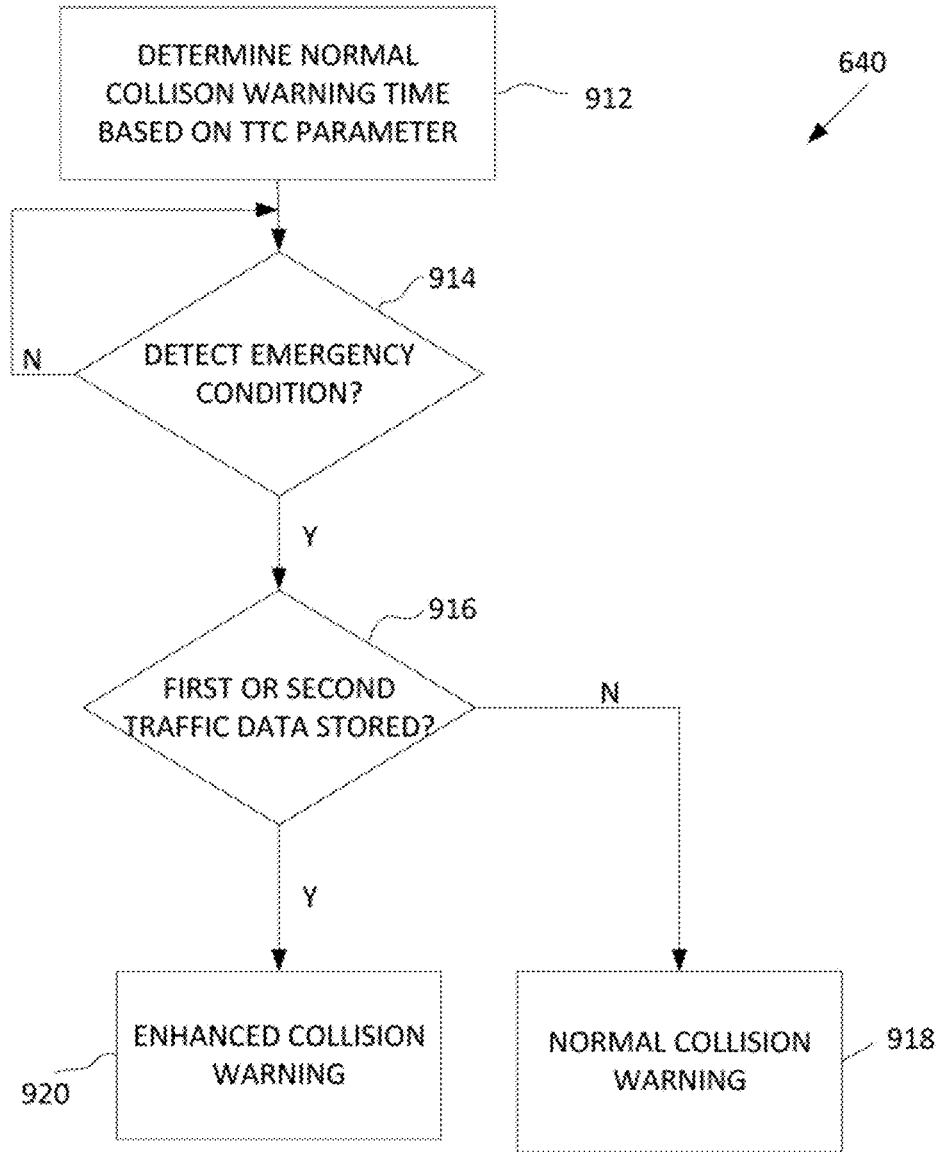 DETERMINE NORMAL
COLLISON WARNING TIME
BASED ON TTC PARAMETER
912
640
914
DETECT EMERGENCY
CONDITION?
N
Y
916
FIRST OR SECOND
TRAFFIC DATA STORED?
N
Y
ENHANCED COLLISION
WARNING
920
NORMAL COLLISION
WARNING
918